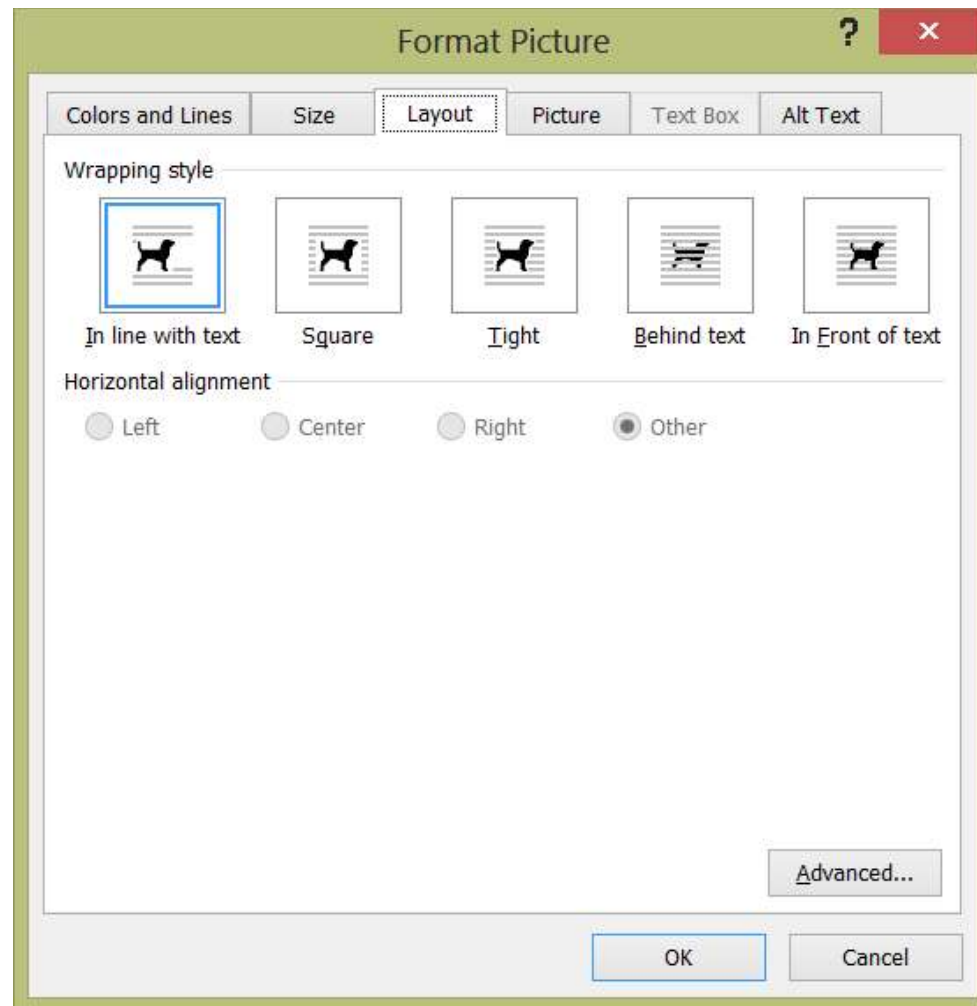 Format Picture ? ×
Colors and Lines Size Layout Picture Text Box Alt Text
Wrapping style
In line with text Square Tight Behind text In Front of text
Horizontal alignment
Left Center Right Other
Advanced...
OK Cancel